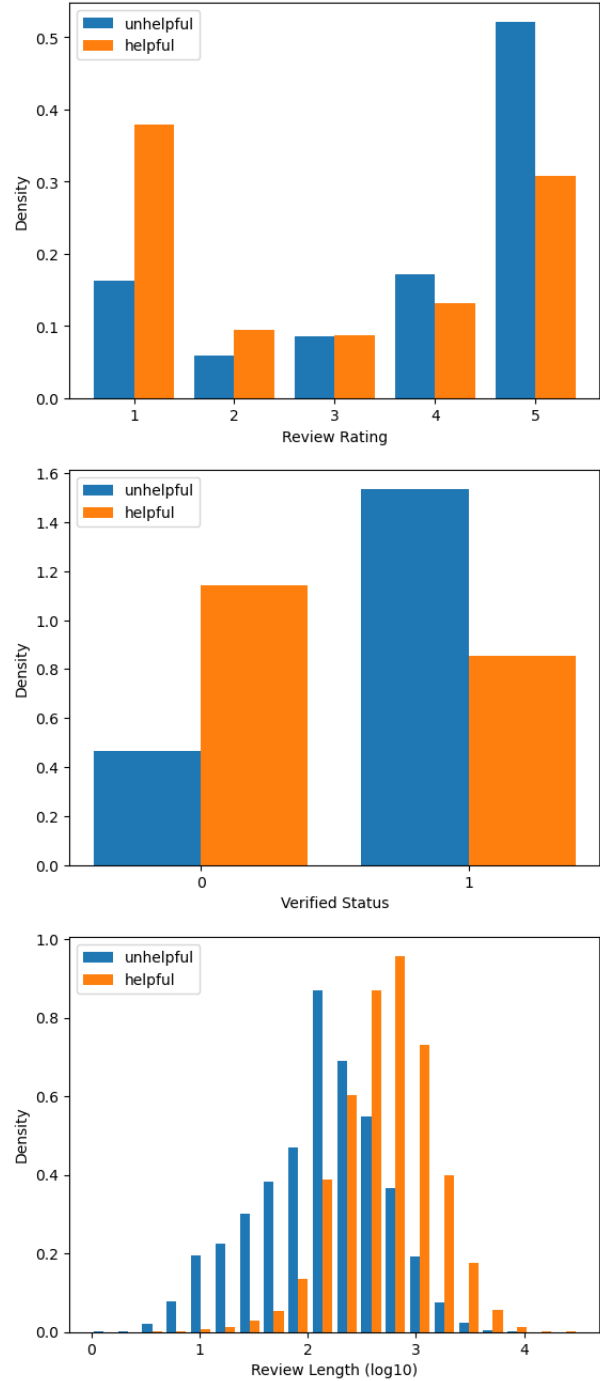 0.5
0.4
0.3
0.2
0.1
0.0
Density
unhelpful
helpful
1 2 3 4 5
Review Rating
1.6
1.4
1.2
1.0
0.8
0.6
0.4
0.2
0.0
Density
unhelpful
helpful
0 1
Verified Status
1.0
0.8
0.6
0.4
0.2
0.0
Density
unhelpful
helpful
0 1 2 3 4
Review Length (log10)